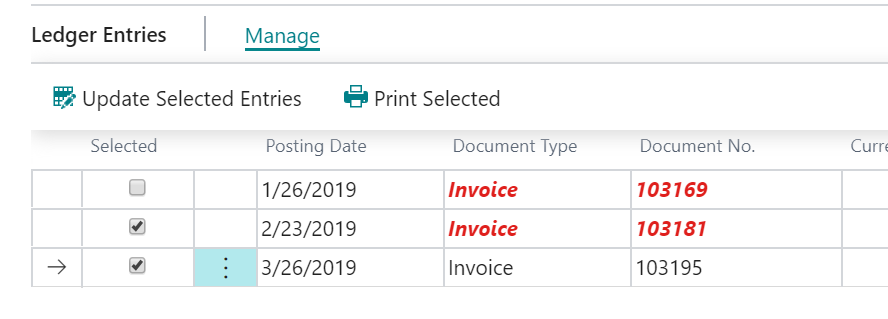 Ledger Entries Manage
Update Selected Entries Print Selected
Selected Posting Date Document Type Document No. Curre
1/26/2019 Invoice 103169
2/23/2019 Invoice 103181
3/26/2019 Invoice 103195